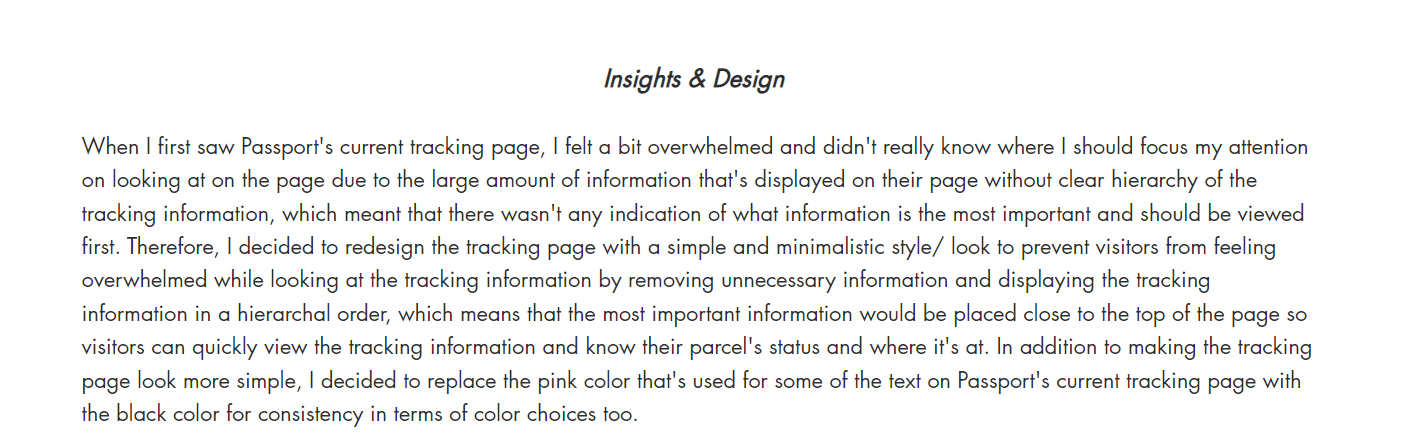 Insights & Design
When I first saw Passport's current tracking page, I felt a bit overwhelmed and didn't really know where I should focus my attention
on looking at on the page due to the large amount of information that's displayed on their page without clear hierarchy of the
tracking information, which meant that there wasn't any indication of what information is the most important and should be viewed
first. Therefore, I decided to redesign the tracking page with a simple and minimalistic style/ look to prevent visitors from feeling
overwhelmed while looking at the tracking information by removing unnecessary information and displaying the tracking
information in a hierarchal order, which means that the most important information would be placed close to the top of the page so
visitors can quickly view the tracking information and know their parcel's status and where it's at. In addition to making the tracking
page look more simple, I decided to replace the pink color that's used for some of the text on Passport's current tracking page with
the black color for consistency in terms of color choices too.